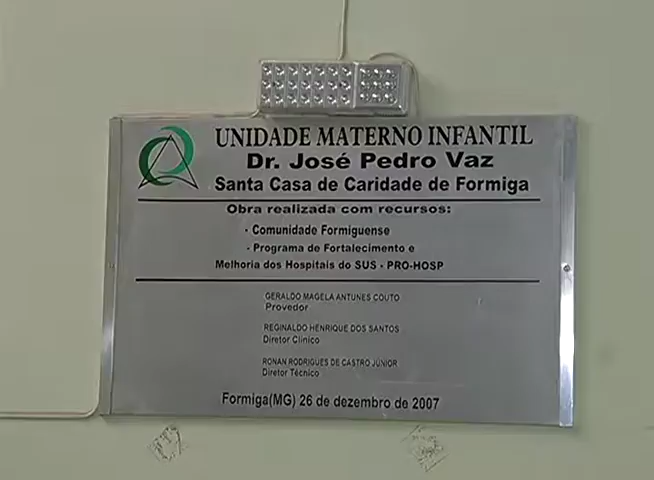 UNIDADE MATERNO INFANTIL
Dr. José Pedro Vaz
Santa Casa de Caridade de Formiga
Obra realizada com recursos:
- Comunidade Formiguense
- Programa de Fortalecimento e
Melhoria dos Hospitais do SUS - PRO-HOSP
GERALDO MAGELA ANTUNES COUTO
Provedor
REGINALDO HENRIQUE DOS SANTOS
Diretor Clínico
RONAN RODRIGUES DE CASTRO JÚNIOR
Diretor Técnico
Formiga(MG) 26 de dezembro de 2007